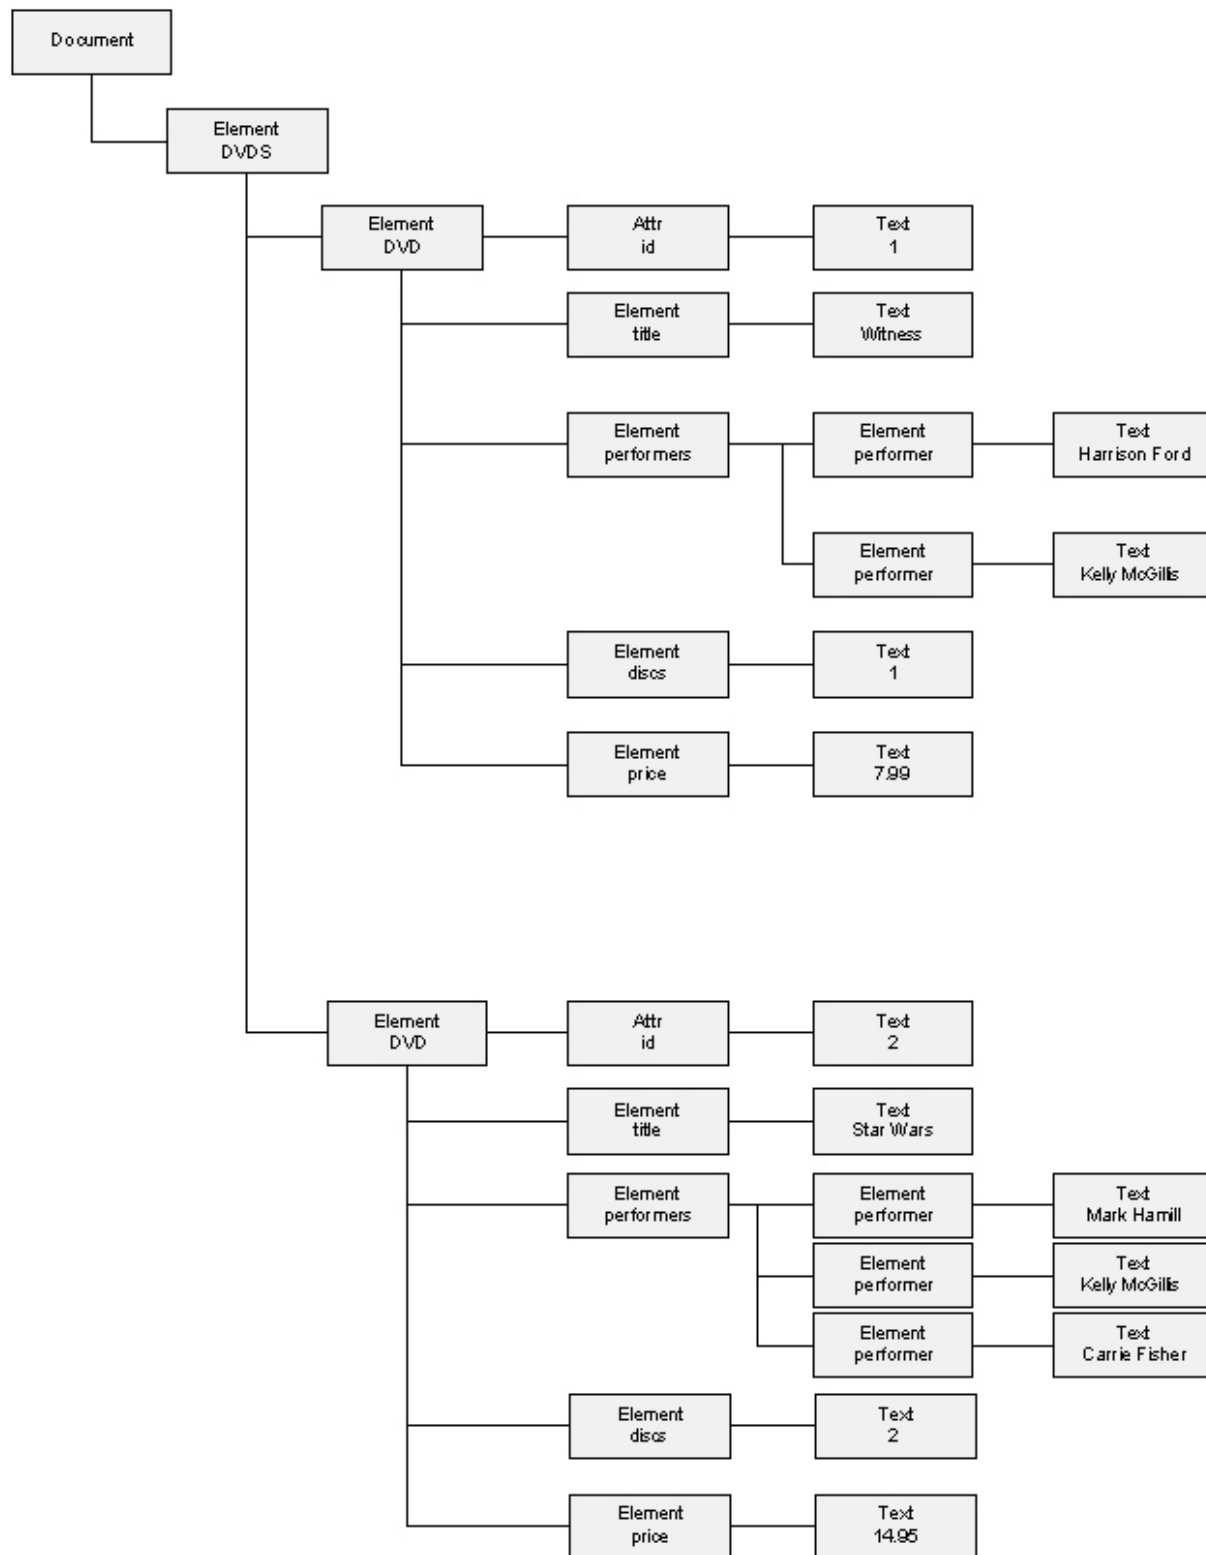 Document
Element
DVDS
Element
DVD
Attr
id
Text
1
Element
title
Text
Witness
Element
performers
Element
performer
Text
Harrison Ford
Element
performer
Text
Kelly McGillis
Element
discs
Text
1
Element
price
Text
7.99
Element
DVD
Attr
id
Text
2
Element
title
Text
Star Wars
Element
performers
Element
performer
Text
Mark Hamill
Element
performer
Text
Kelly McGillis
Element
performer
Text
Carrie Fisher
Element
discs
Text
2
Element
price
Text
14.95